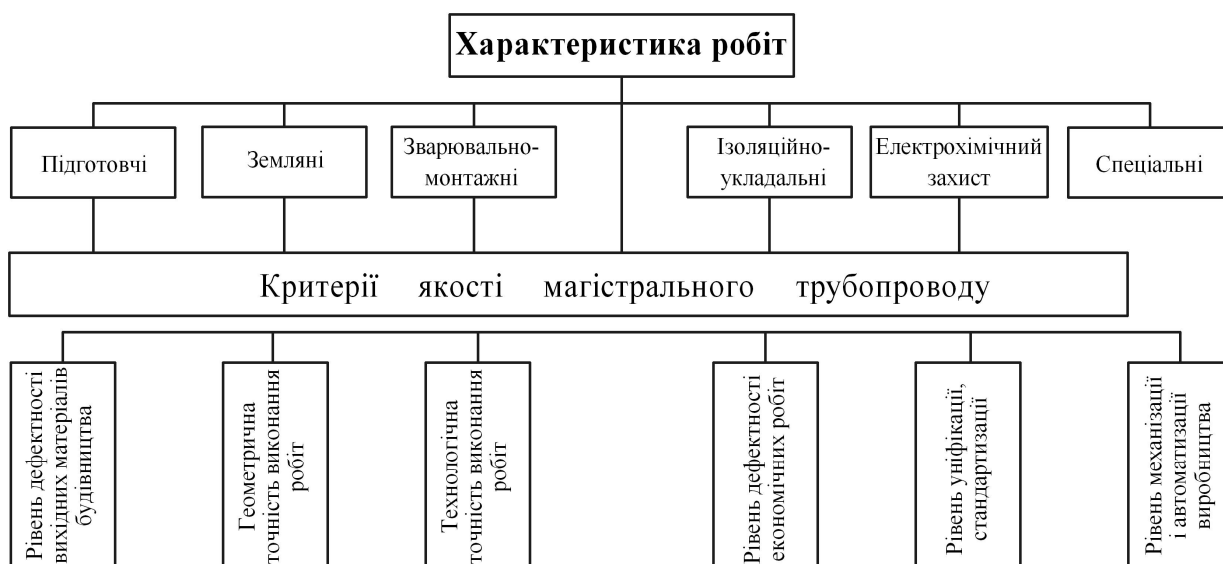 Характеристика робіт
Підготовчі
Земляні
Зварювально-
монтажні
Ізоляційно-
укладальні
Електрохімічний
захист
Спеціальні
Критерії якості магістрального трубопроводу
Рівень дефектності
вихідних матеріалів
будівництва
Геометрична
точність виконання
робіт
Технологічна
точність виконання
робіт
Рівень дефектності
економічних робіт
Рівень уніфікації,
стандартизації
Рівень механізації
і автоматизації
виробництва